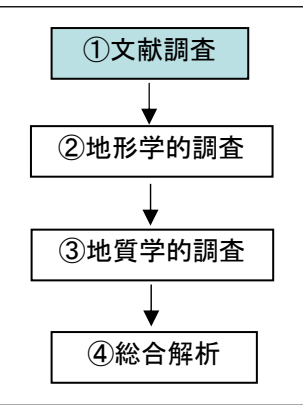 ①文献調査
②地形学的調査
③地質学的調査
④総合解析